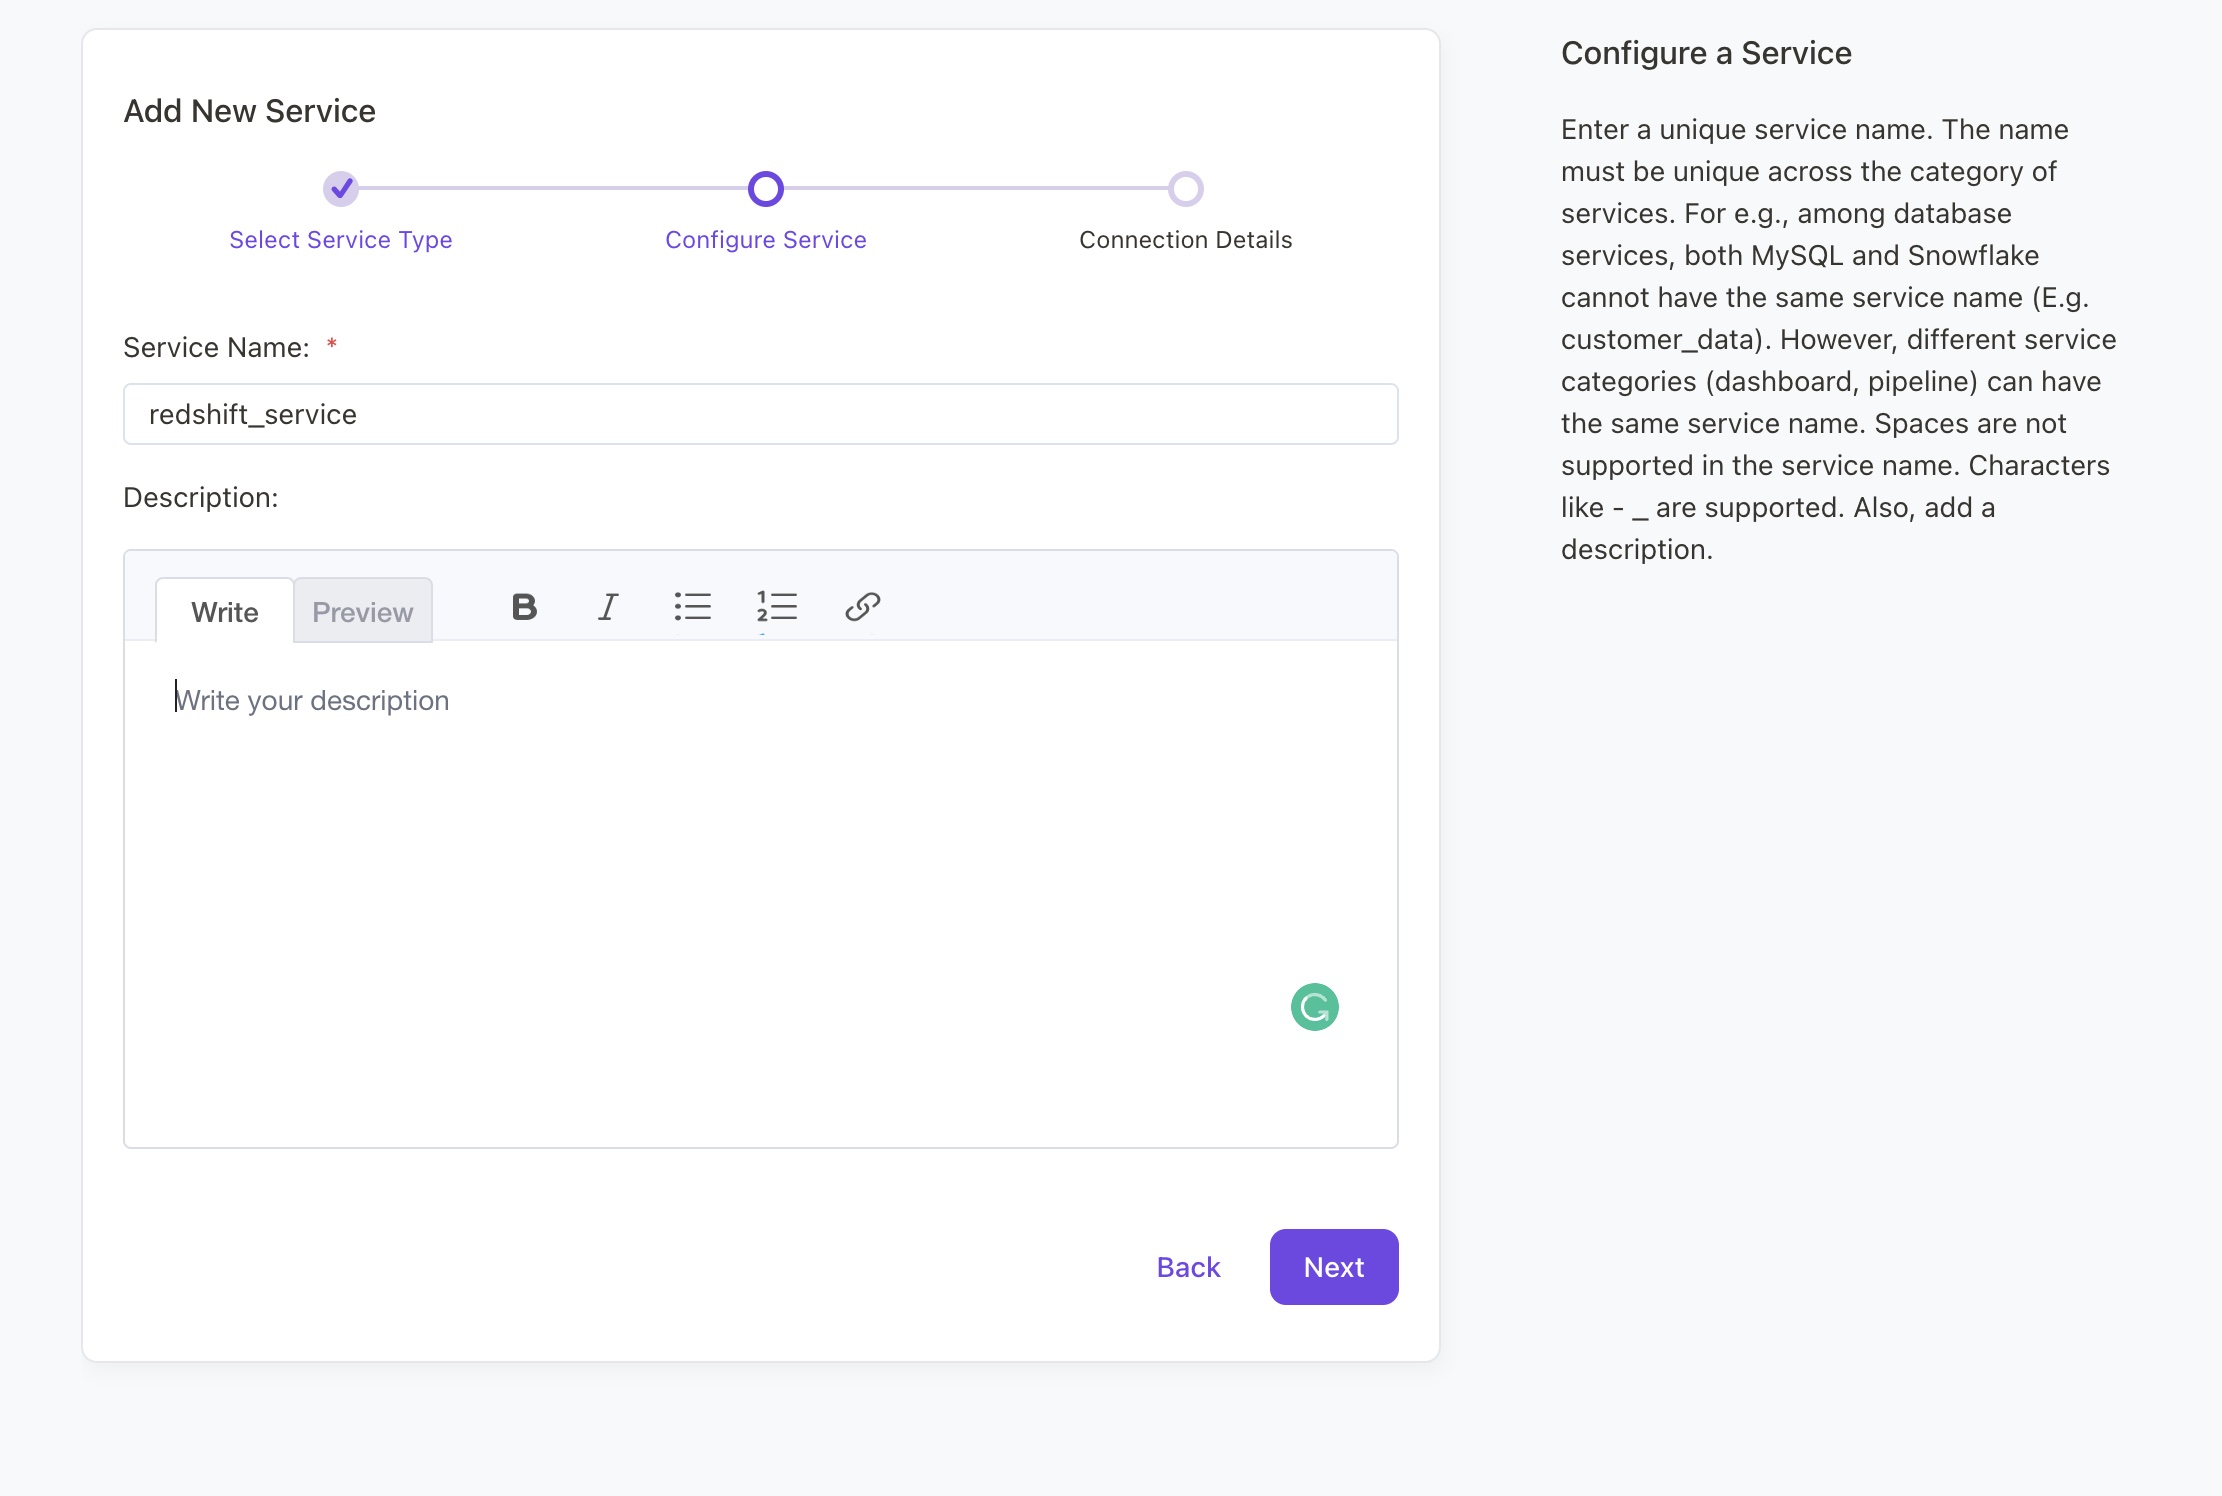 Add New Service
Select Service Type
Configure Service
Connection Details
Service Name: *
redshift_service
Description:
Write
Preview
B
I
1
2
Write your description
Back
Next
Configure a Service
Enter a unique service name. The name
must be unique across the category of
services. For e.g., among database
services, both MySQL and Snowflake
cannot have the same service name (E.g.
customer_data). However, different service
categories (dashboard, pipeline) can have
the same service name. Spaces are not
supported in the service name. Characters
like - _ are supported. Also, add a
description.